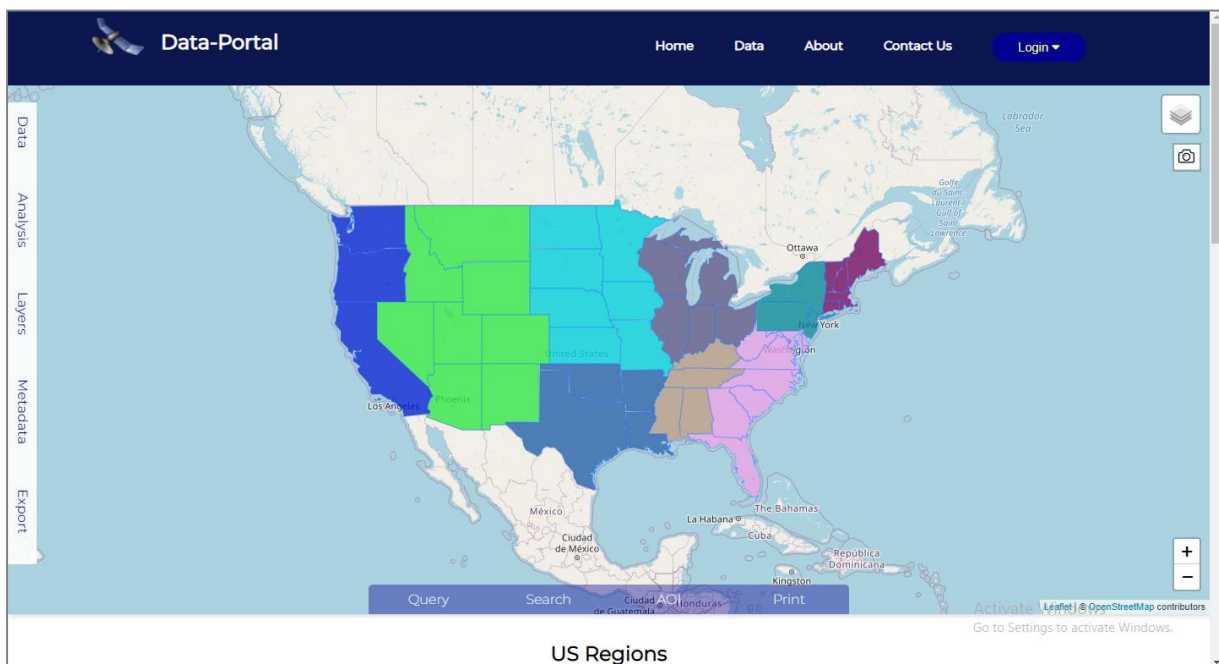 Data-Portal
Home
Data
About
Contact Us
Login
Data
Analysis
Layers
Metadata
Export
Labrador
Sea
Golfe
du Saint-
Laurent /
Gulf of
Saint
Lawrence
Ottawa
New York
Washington
United States
Los Angeles
Phoenix
México
Ciudad
de México
La Habana
The Bahamas
Cuba
República
Dominicana
Kingston
Ciudad
de Guatemala
Honduras
Query
Search
AOI
Print
+
−
Leaflet | © OpenStreetMap contributors
Activate Windows
Go to Settings to activate Windows.
US Regions